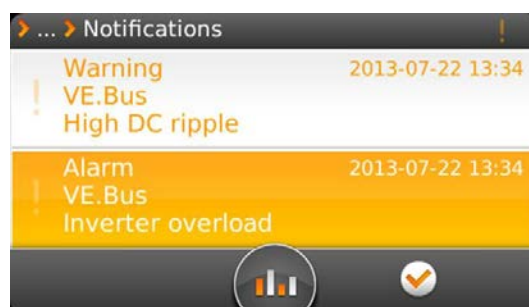 ... Notifications !
! Warning 2013-07-22 13:34
VE.Bus
High DC ripple
! Alarm 2013-07-22 13:34
VE.Bus
Inverter overload